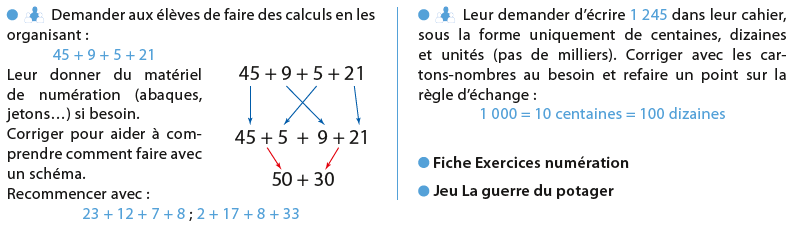 Demander aux élèves de faire des calculs en les
organisant :
45 + 9 + 5 + 21
Leur donner du matériel
de numération (abaques,
jetons…) si besoin.
Corriger pour aider à com-
prendre comment faire avec
un schéma.
Recommencer avec :
23 + 12 + 7 + 8 ; 2 + 17 + 8 + 33
45 + 9 + 5 + 21
45 + 5 + 9 + 21
50 + 30
Leur demander d’écrire 1 245 dans leur cahier,
sous la forme uniquement de centaines, dizaines
et unités (pas de milliers). Corriger avec les car-
tons-nombres au besoin et refaire un point sur la
règle d’échange :
1 000 = 10 centaines = 100 dizaines
Fiche Exercices numération
Jeu La guerre du potager